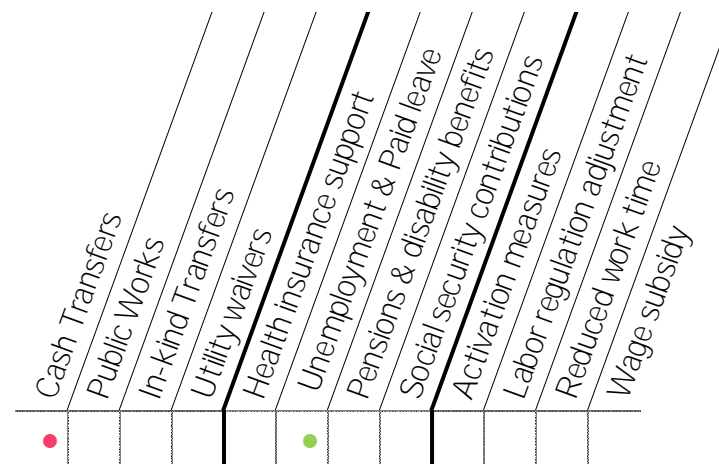 Cash Transfers
Public Works
In-Kind Transfers
Utility waivers
Health insurance support
Unemployment & Paid leave
Pensions & disability benefits
Social security contributions
Activation measures
Labor regulation adjustment
Reduced work time
Wage subsidy